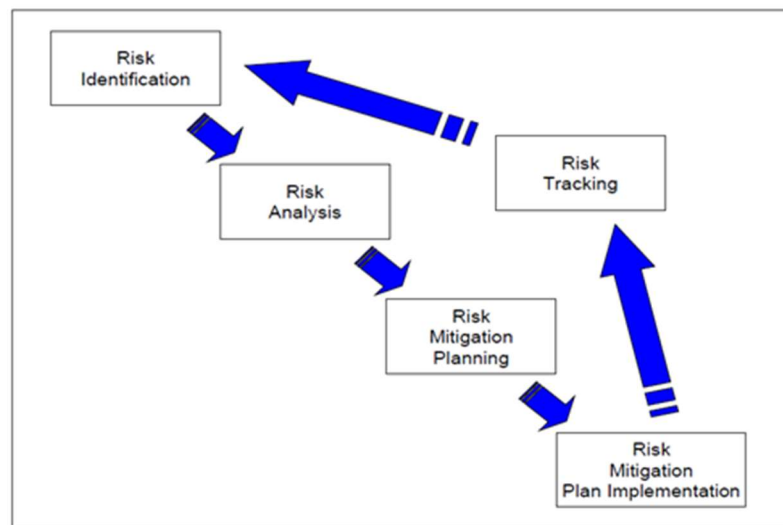 Risk
Identification
Risk
Analysis
Risk
Mitigation
Planning
Risk
Mitigation
Plan Implementation
Risk
Tracking